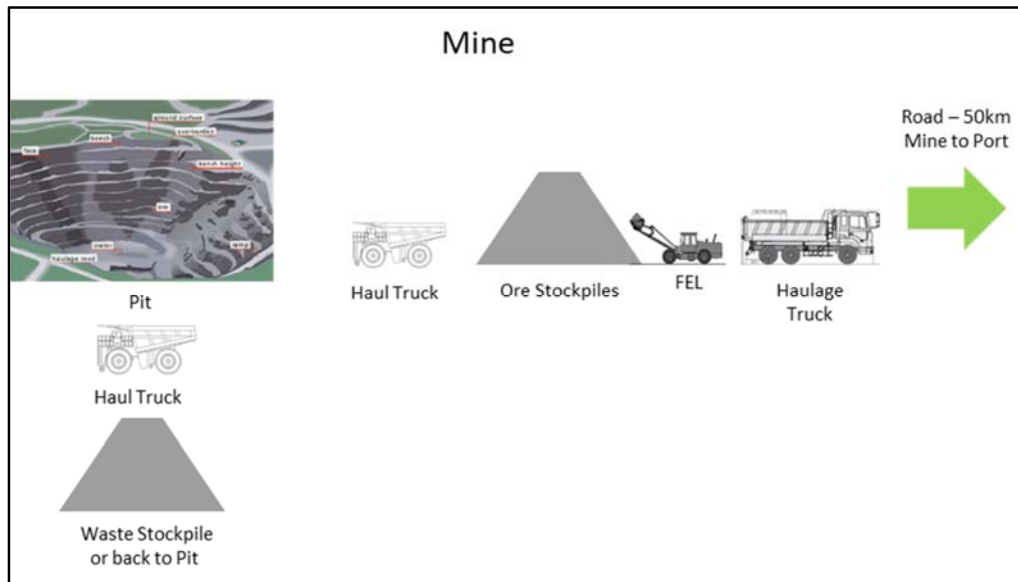 Mine
ground surface
overburden
bench
face
bench height
ore
crater
ramp
haulage road
Pit
Haul Truck
Waste Stockpile
or back to Pit
Haul Truck
Ore Stockpiles
FEL
Haulage
Truck
Road – 50km
Mine to Port